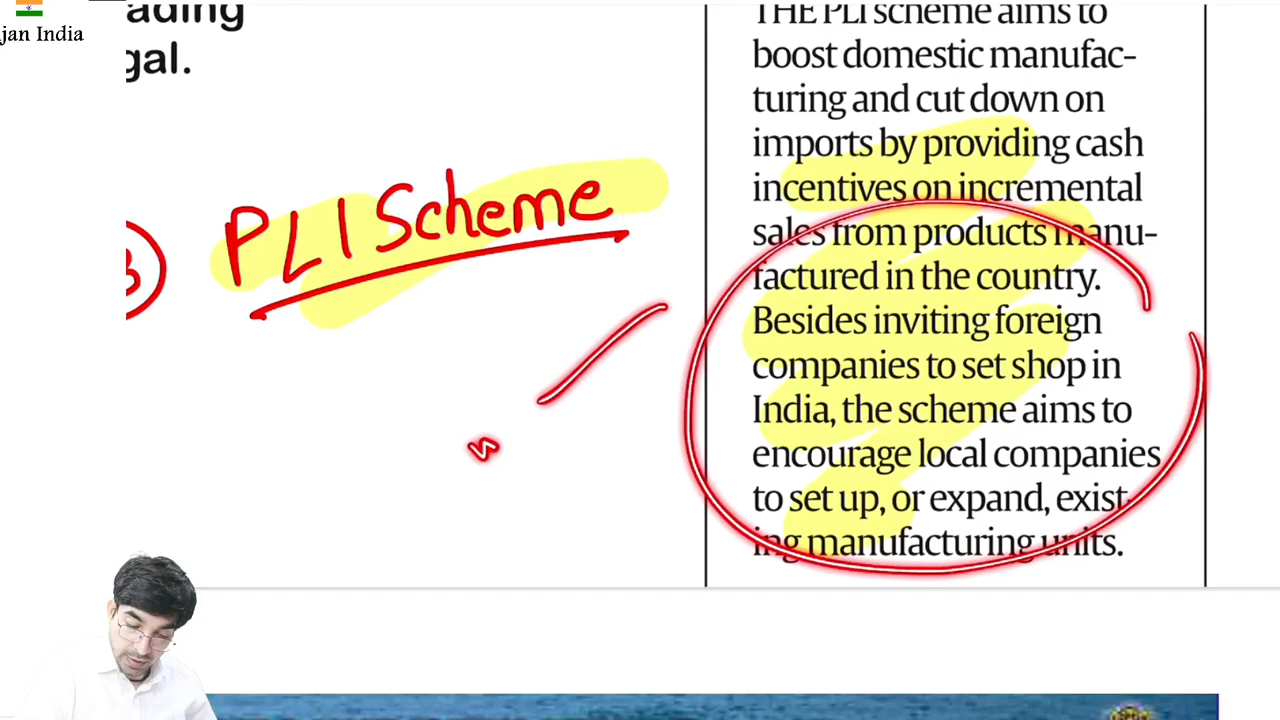 ading
jan India
gal.
3
PLI Scheme
THE PLI scheme aims to
boost domestic manufac-
turing and cut down on
imports by providing cash
incentives on incremental
sales from products manu-
factured in the country.
Besides inviting foreign
companies to set shop in
India, the scheme aims to
encourage local companies
to set up, or expand, exist-
ing manufacturing units.